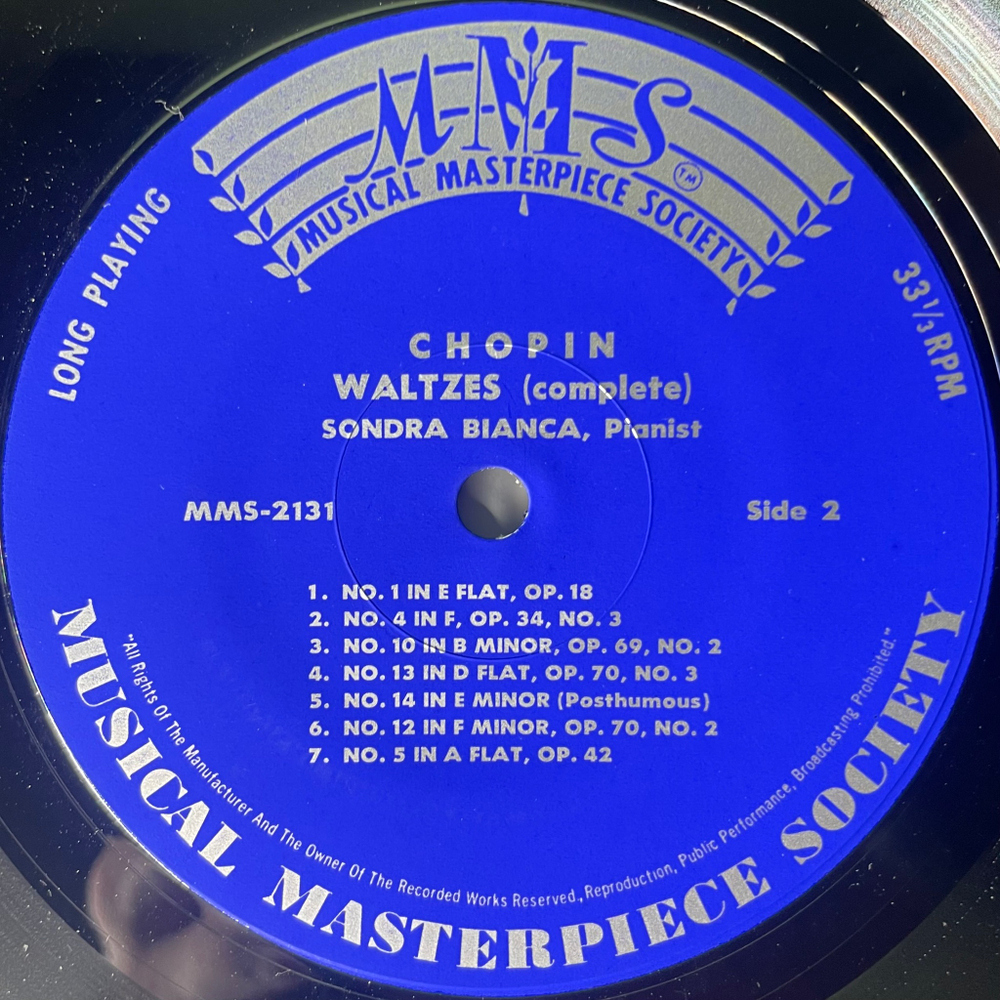 MMS
MUSICAL MASTERPIECE SOCIETY
TM
LONG PLAYING
33 1/3 RPM
CHOPIN
WALTZES (complete)
SONDRA BIANCA, Pianist
MMS-2131
Side 2
1. NO. 1 IN E FLAT, OP. 18
2. NO. 4 IN F, OP. 34, NO. 3
3. NO. 10 IN B MINOR, OP. 69, NO. 2
4. NO. 13 IN D FLAT, OP. 70, NO. 3
5. NO. 14 IN E MINOR (Posthumous)
6. NO. 12 IN F MINOR, OP. 70, NO. 2
7. NO. 5 IN A FLAT, OP. 42
"All Rights Of The Manufacturer And The Owner Of The Recorded Works Reserved., Reproduction, Public Performance, Broadcasting Prohibited."
MUSICAL MASTERPIECE SOCIETY